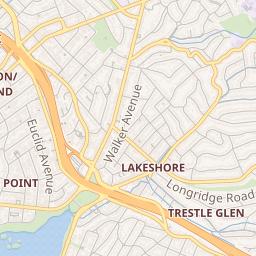 ON/
ND
Euclid Avenue
Walker Avenue
LAKESHORE
POINT
Longridge Road
TRESTLE GLEN